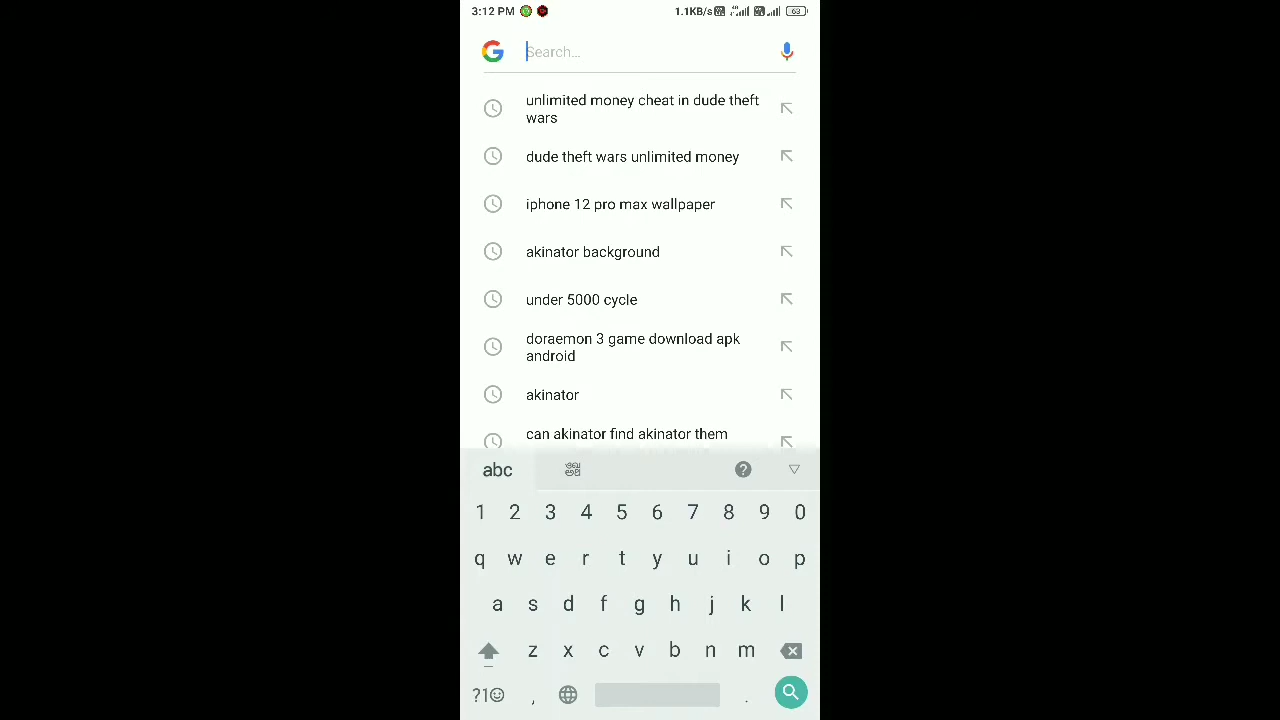 3:12 PM
1.1KB/s
63
Search...
unlimited money cheat in dude theft
wars
dude theft wars unlimited money
iphone 12 pro max wallpaper
akinator background
under 5000 cycle
doraemon 3 game download apk
android
akinator
can akinator find akinator them
abc
1 2 3 4 5 6 7 8 9 0
q w e r t y u i o p
a s d f g h j k l
z x c v b n m
?1☺ , .